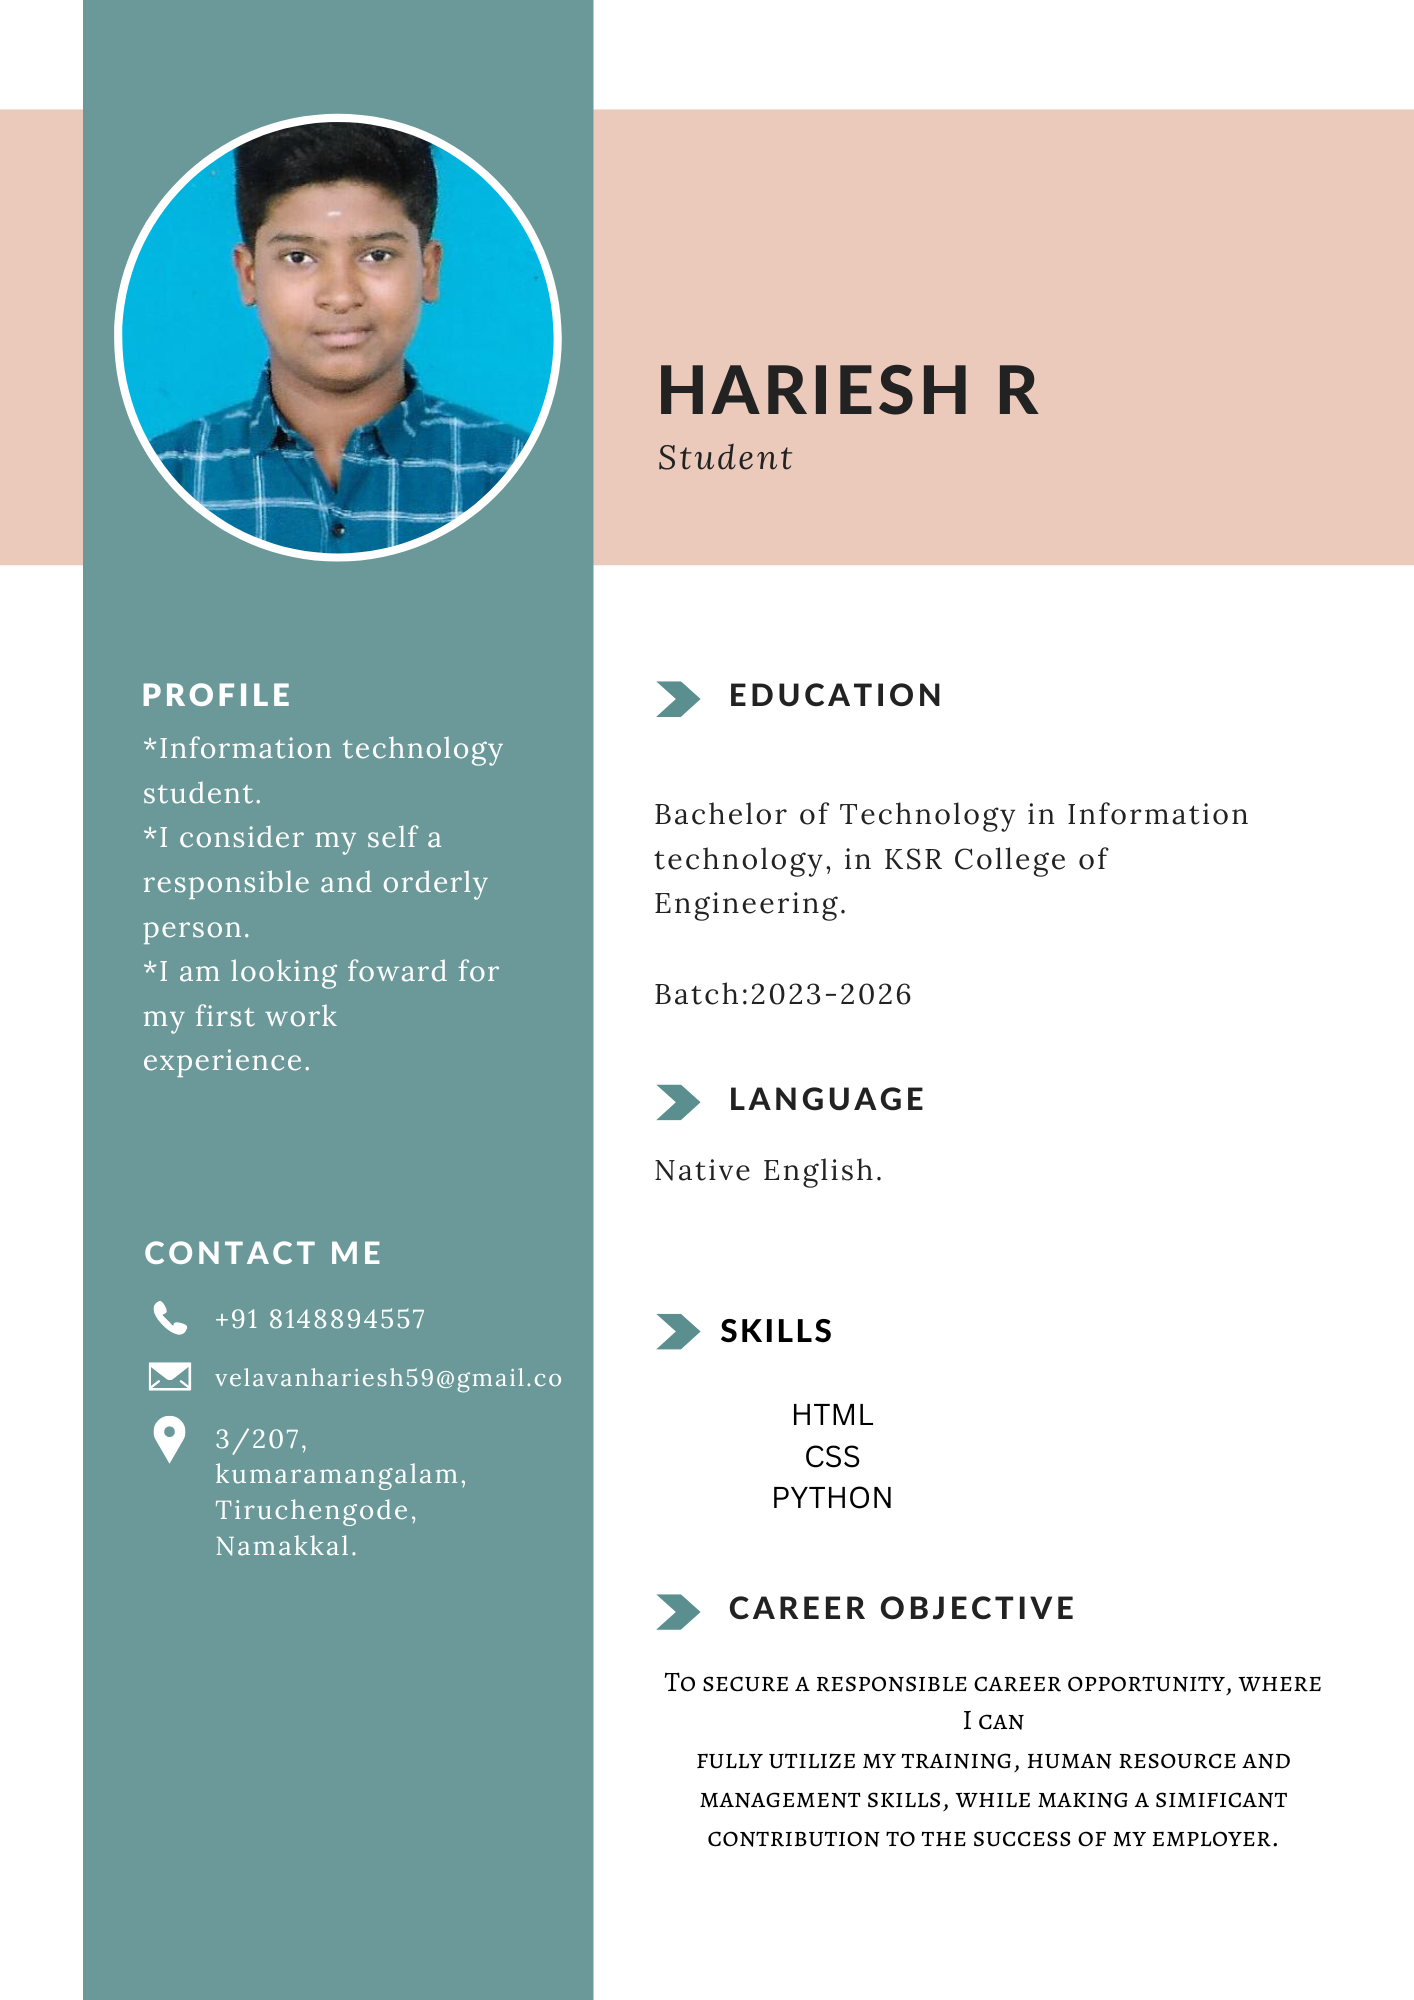 HARIESH R
Student
PROFILE
*Information technology
student.
*I consider my self a
responsible and orderly
person.
*I am looking foward for
my first work
experience.
CONTACT ME
+91 8148894557
velavanhariesh59@gmail.co
3/207,
kumaramangalam,
Tiruchengode,
Namakkal.
EDUCATION
Bachelor of Technology in Information
technology, in KSR College of
Engineering.
Batch:2023-2026
LANGUAGE
Native English.
SKILLS
HTML
CSS
PYTHON
CAREER OBJECTIVE
To secure a responsible career opportunity, where
I can
fully utilize my training, human resource and
management skills, while making a simificant
contribution to the success of my employer.